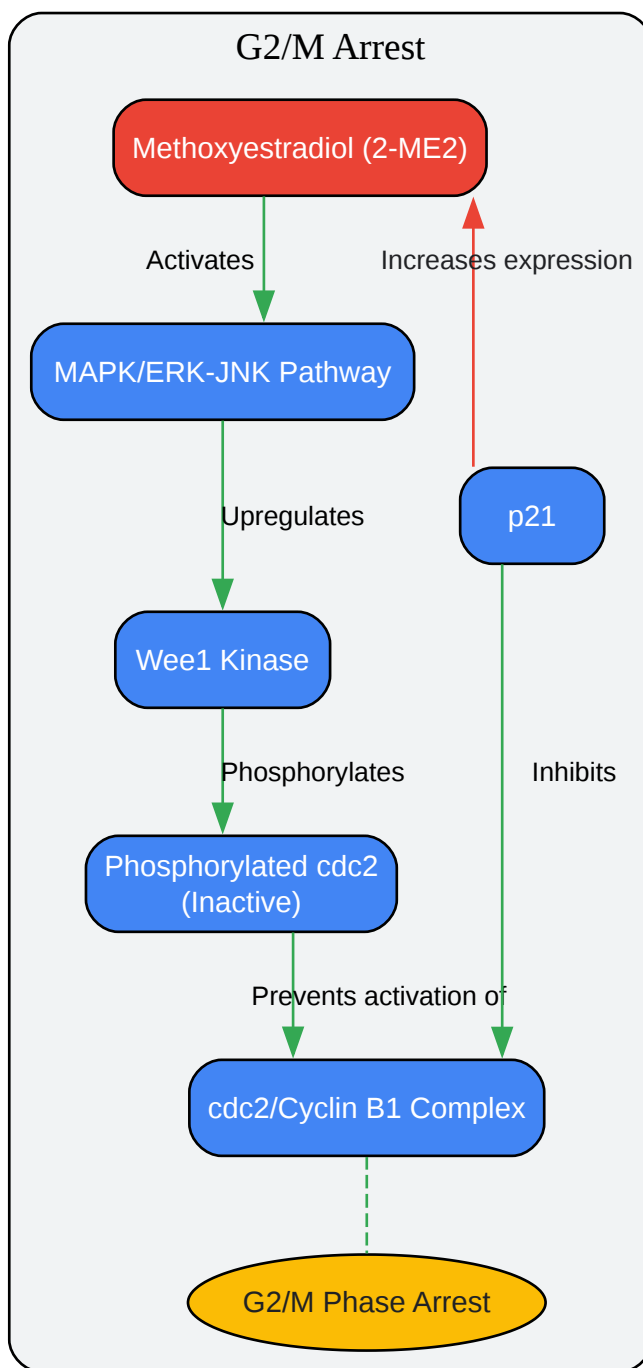 G2/M Arrest
Methoxyestradiol (2-ME2)
Activates
Increases expression
MAPK/ERK-JNK Pathway
Upregulates
p21
Wee1 Kinase
Phosphorylates
Inhibits
Phosphorylated cdc2
(Inactive)
Prevents activation of
cdc2/Cyclin B1 Complex
G2/M Phase Arrest